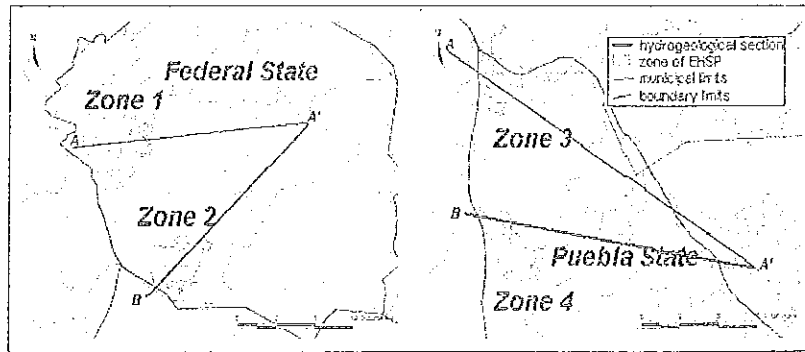 Federal State
Zone 1
A
A'
Zone 2
B
A
hydrogeological section
zone of EHSP
municipal limits
boundary limits
Zone 3
B
Puebla State
A'
Zone 4